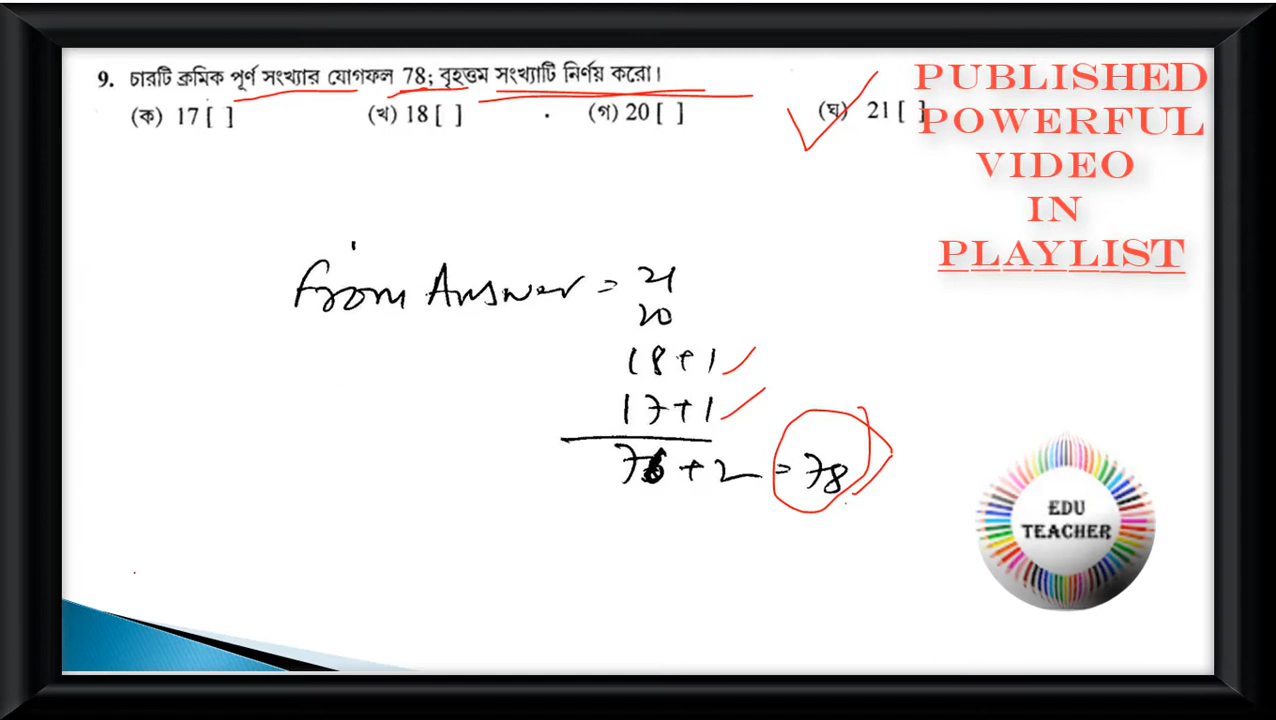 9. চারটি ক্রমিক পূর্ণ সংখ্যার যোগফল 78; বৃহত্তম সংখ্যাটি নির্ণয় করো।
(ক) 17 [ ] (খ) 18 [ ] (গ) 20 [ ] (ঘ) 21 [ ]
PUBLISHED
POWERFUL
VIDEO
IN
PLAYLIST
From Answer = 21
20
18+1
17+1
76+2 = 78
EDU
TEACHER